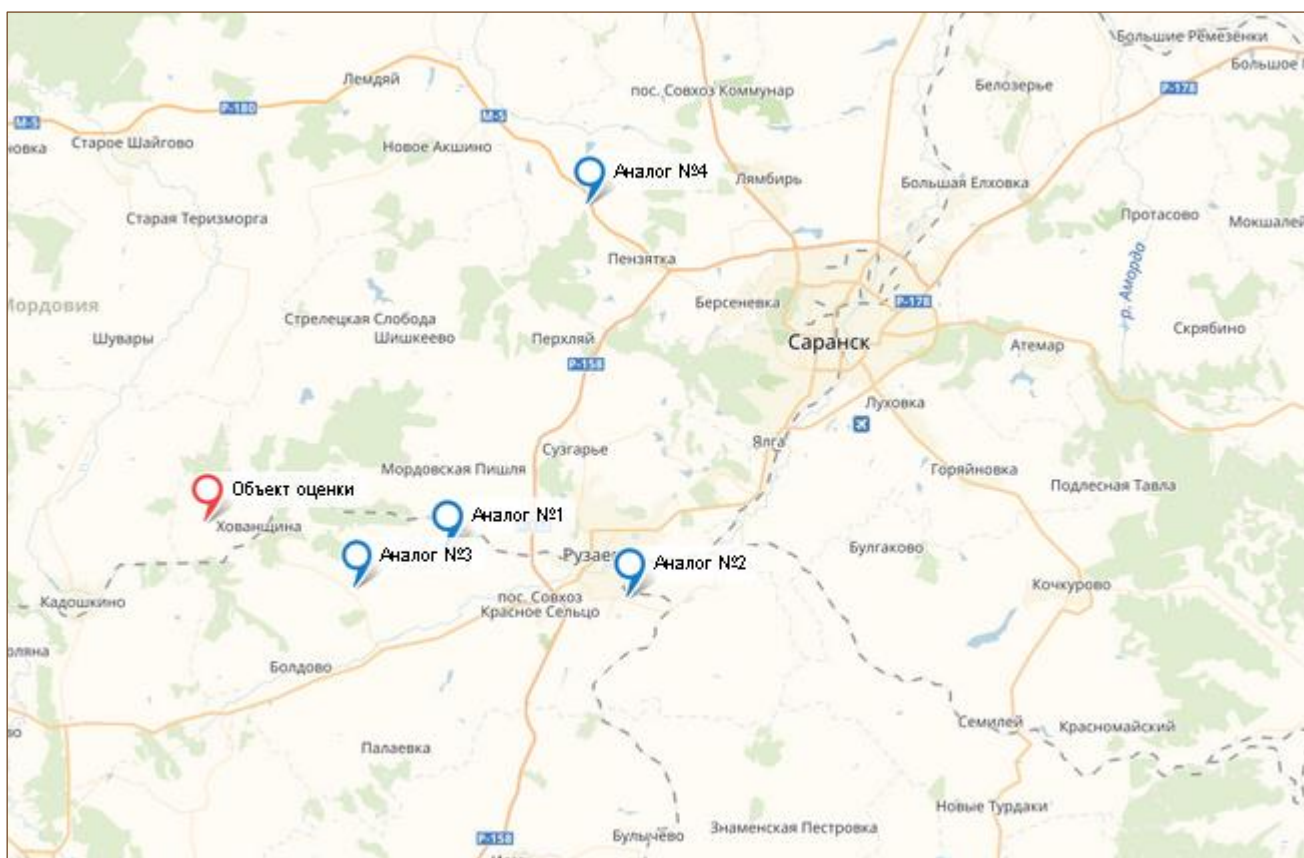 Большие Ремезёнки
Большое
Лемдяй
Белозерье
пос. Совхоз Коммунар
Р-178
Р-180
М-5
М-5
Старое Шайгово
Новое Акшино
Аналог №4
Лямбирь
Большая Елховка
Старая Теризморга
Протасово
Мокшалей
Пензятка
р. Амордо
Мордовия
Берсеневка
Р-178
Стрелецкая Слобода
Скрябино
Шувары
Шишкеево
Перхляй
Саранск
Атемар
Р-158
Луховка
Ялга
Сузгарье
Мордовская Пишля
Горяйновка
Подлесная Тавла
Объект оценки
Аналог №1
Хованщина
Аналог №3
Рузае
Аналог №2
Булгаково
Кочкурово
Кадошкино
пос. Совхоз
Красное Сельцо
Болдово
Семилей
Красномайский
Палаевка
Новые Турдаки
Р-158
Булычёво
Знаменская Пестровка